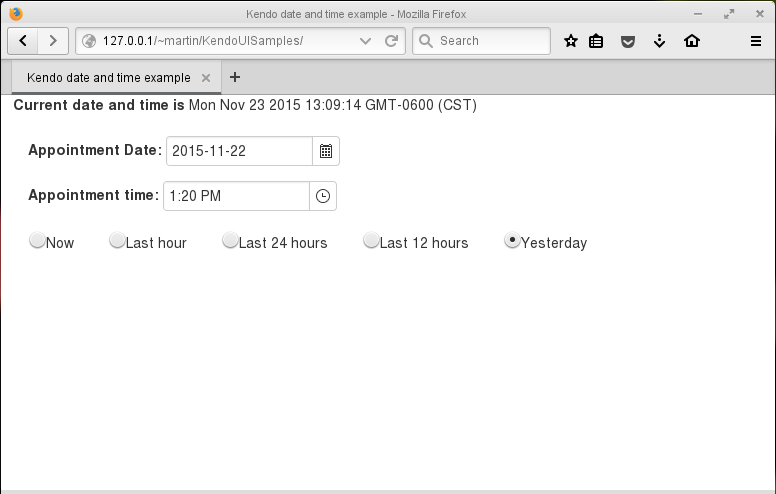 Kendo date and time example - Mozilla Firefox
127.0.0.1/~martin/KendoUISamples/ Search
Kendo date and time example
Current date and time is Mon Nov 23 2015 13:09:14 GMT-0600 (CST)
Appointment Date: 2015-11-22
Appointment time: 1:20 PM
Now Last hour Last 24 hours Last 12 hours Yesterday